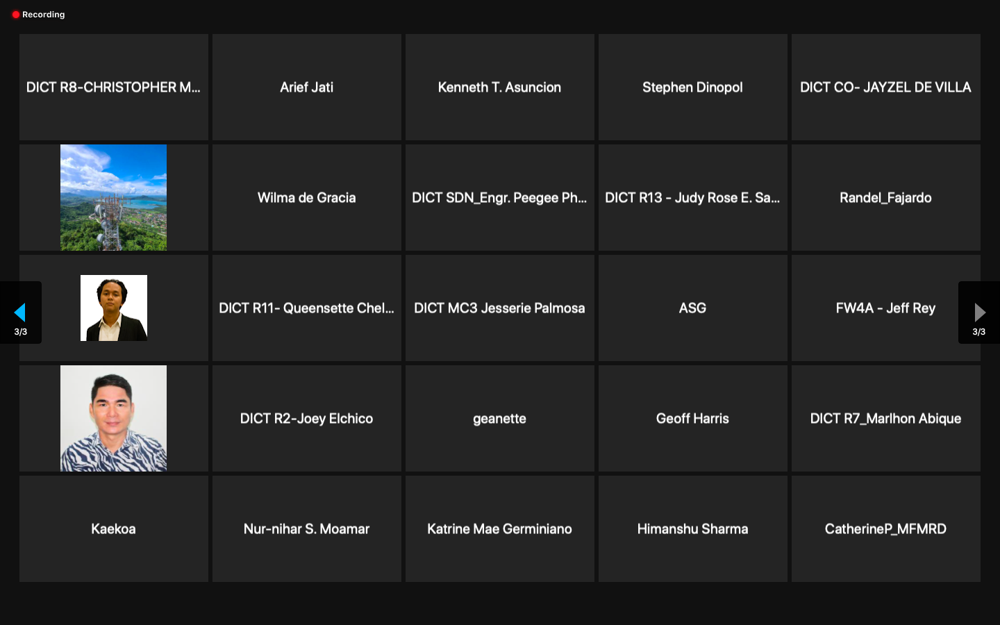 Recording
DICT R8-CHRISTOPHER M...
Arief Jati
Kenneth T. Asuncion
Stephen Dinopol
DICT CO- JAYZEL DE VILLA
Wilma de Gracia
DICT SDN_Engr. Peegee Ph...
DICT R13 - Judy Rose E. Sa...
Randel_Fajardo
DICT R11- Queensette Chel...
DICT MC3 Jesserie Palmosa
ASG
FW4A - Jeff Rey
3/3
3/3
DICT R2-Joey Elchico
geanette
Geoff Harris
DICT R7_Marlhon Abique
Kaekoa
Nur-nihar S. Moamar
Katrine Mae Germiniano
Himanshu Sharma
CatherineP_MFMRD